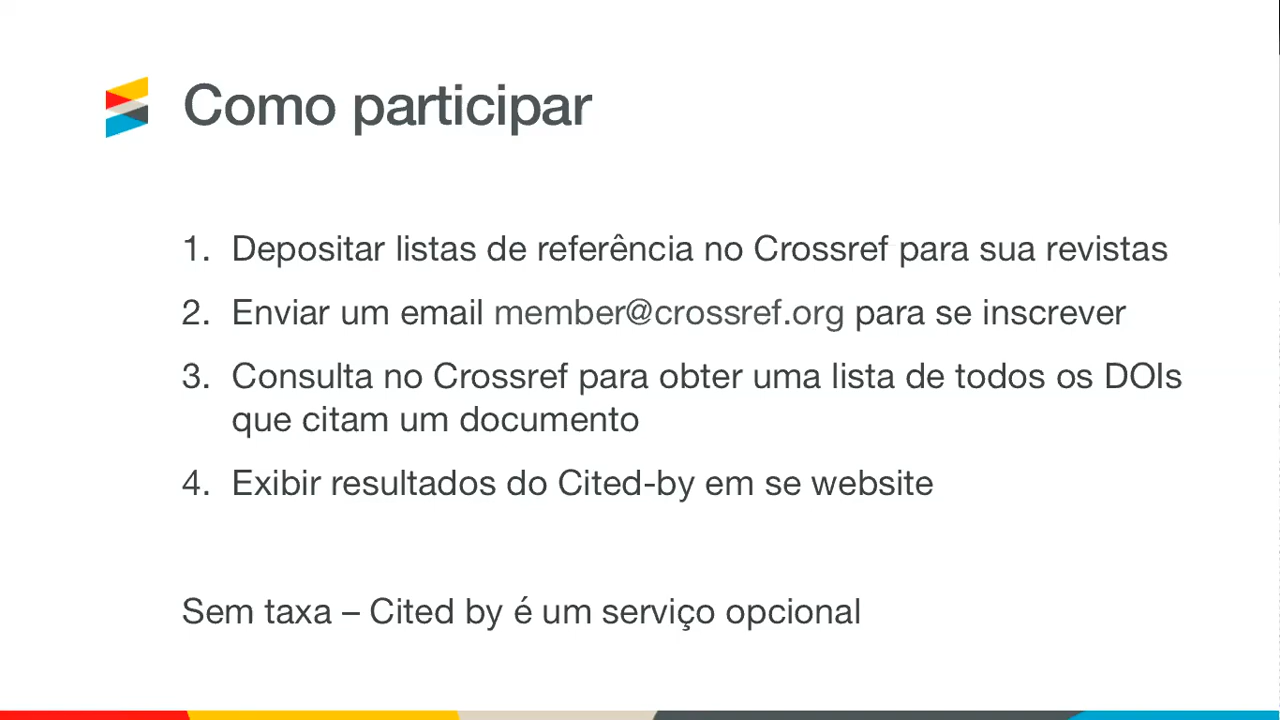 Como participar
1. Depositar listas de referência no Crossref para sua revistas
2. Enviar um email member@crossref.org para se inscrever
3. Consulta no Crossref para obter uma lista de todos os DOIs
que citam um documento
4. Exibir resultados do Cited-by em se website
Sem taxa – Cited by é um serviço opcional